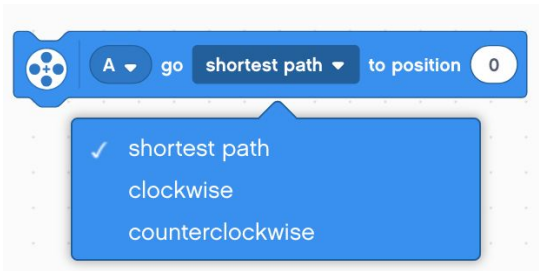 A go shortest path to position 0
shortest path
clockwise
counterclockwise